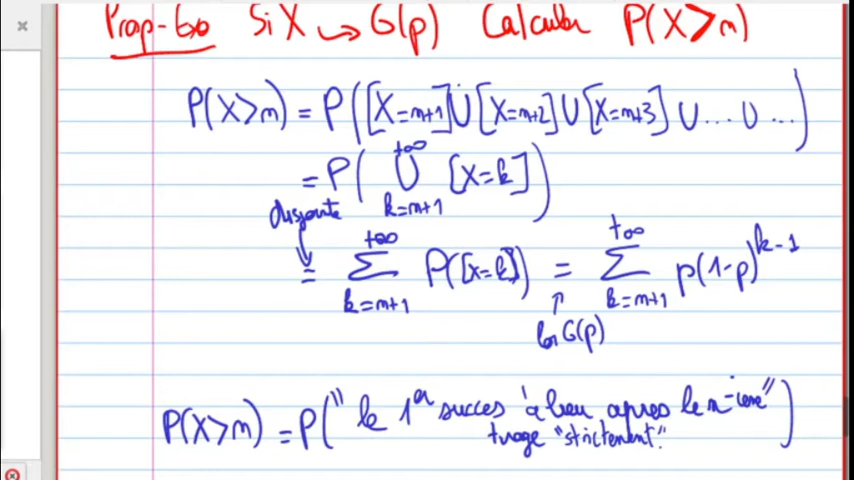 Prop-Exo Si X ↪ G(p) Calculer P(X>n)
P(X>n) = P([X=n+1] ∪ [X=n+2] ∪ [X=n+3] ∪ ... ∪ ...)
= P(⋃_{k=n+1}^{+∞} [X=k])
disjointe
= ∑_{k=n+1}^{+∞} P([X=k]) = ∑_{k=n+1}^{+∞} p(1-p)^{k-1}
loi G(p)
P(X>n) = P("le 1er succes a lieu après le n-ième"
tirage "strictement".)